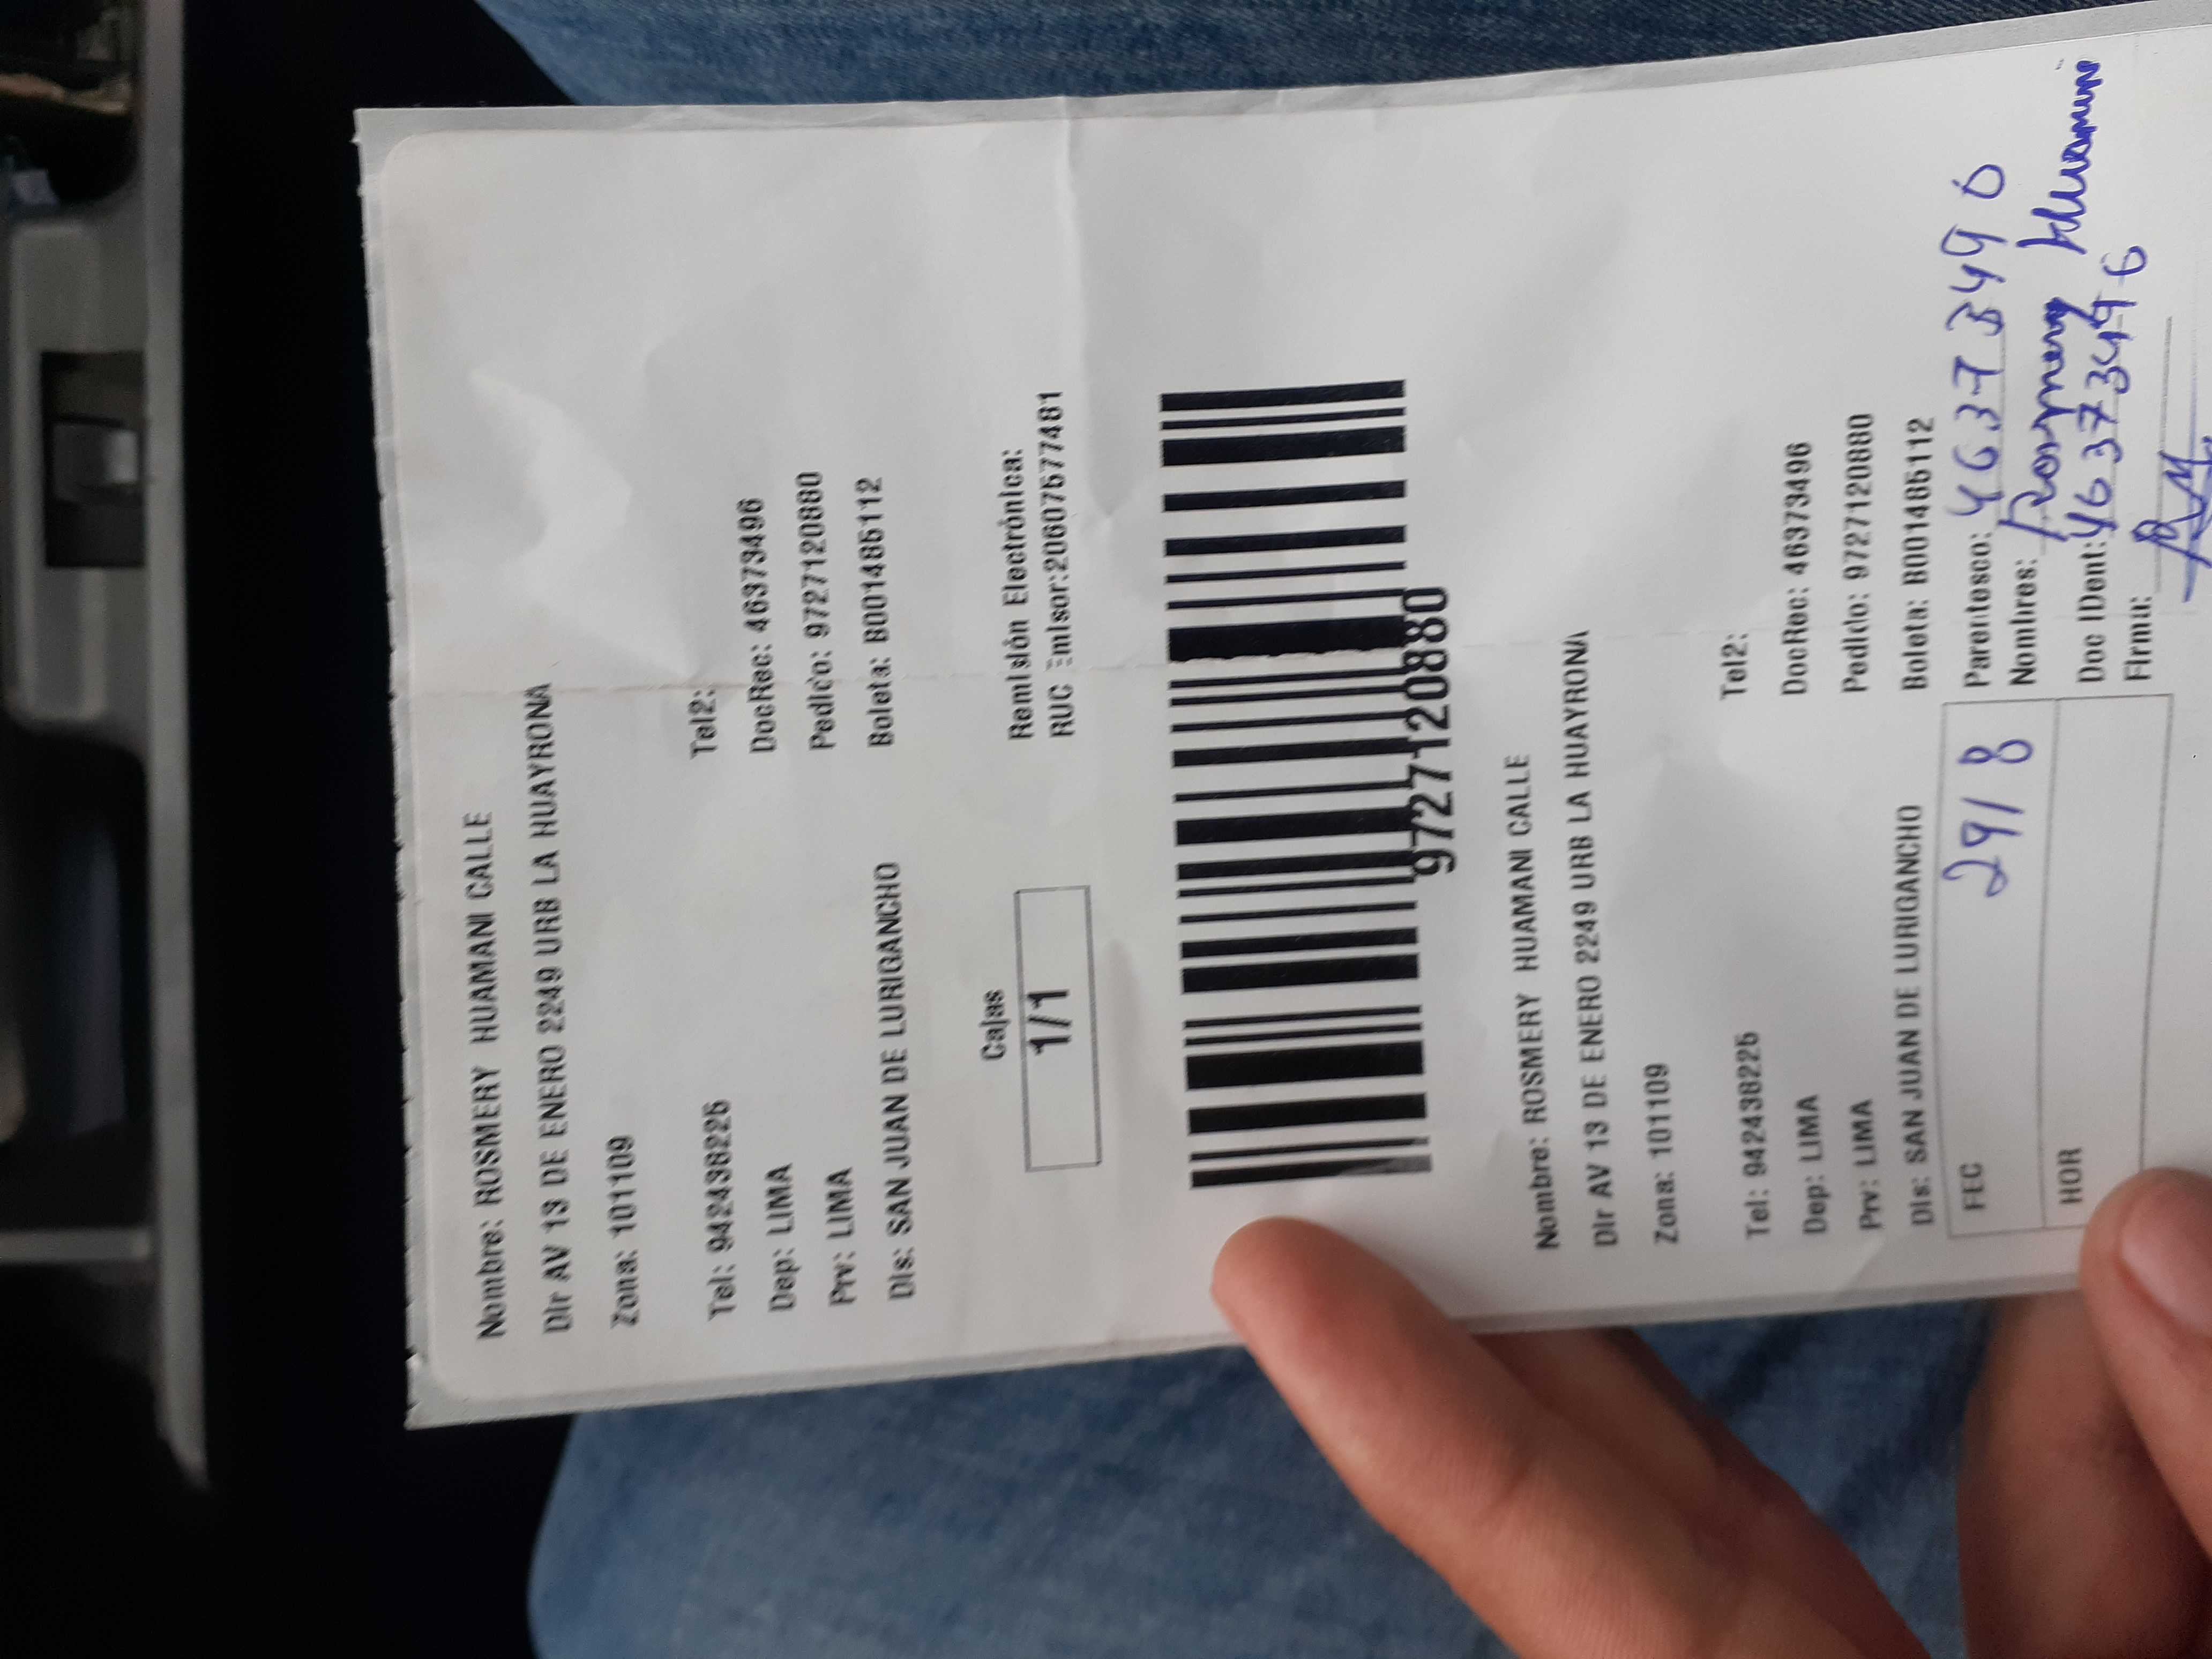 Nombre: ROSMERY HUAMANI CALLE
Dir AV 13 DE ENERO 2249 URB LA HUAYRONA
Zona: 101109
Tel: 942438225 Tel2:
Dep: LIMA DocRec: 46373496
Prv: LIMA Pedido: 9727120880
Dis: SAN JUAN DE LURIGANCHO Boleta: B001485112
Cajas Remisión Electrónica:
1/1 RUC Emisor:20607577481
9727120880
Nombre: ROSMERY HUAMANI CALLE
Dir AV 13 DE ENERO 2249 URB LA HUAYRONA
Zona: 101109
Tel: 942438225 Tel2:
Dep: LIMA DocRec: 46373496
Prv: LIMA Pedido: 9727120880
Dis: SAN JUAN DE LURIGANCHO Boleta: B001485112
FEC 29/8 Parentesco: 46373496
Nombres: Rosmery Huamani
HOR Doc IDent: 46373496
Firma: